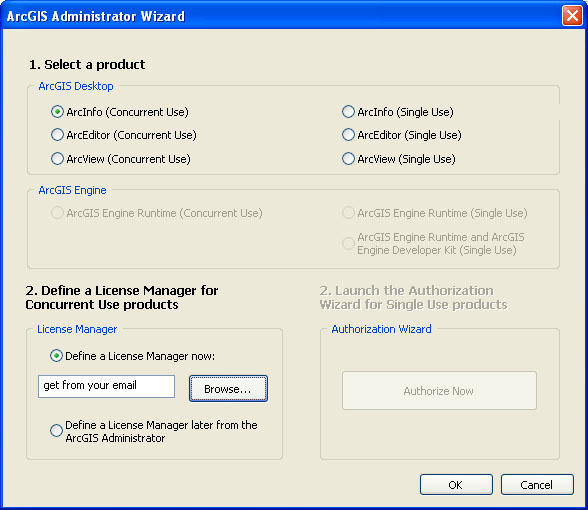 ArcGIS Administrator Wizard
1. Select a product
ArcGIS Desktop
ArcInfo (Concurrent Use)
ArcInfo (Single Use)
ArcEditor (Concurrent Use)
ArcEditor (Single Use)
ArcView (Concurrent Use)
ArcView (Single Use)
ArcGIS Engine
ArcGIS Engine Runtime (Concurrent Use)
ArcGIS Engine Runtime (Single Use)
ArcGIS Engine Runtime and ArcGIS
Engine Developer Kit (Single Use)
2. Define a License Manager for
Concurrent Use products
License Manager
Define a License Manager now:
get from your email
Browse...
Define a License Manager later from the
ArcGIS Administrator
2. Launch the Authorization
Wizard for Single Use products
Authorization Wizard
Authorize Now
OK
Cancel